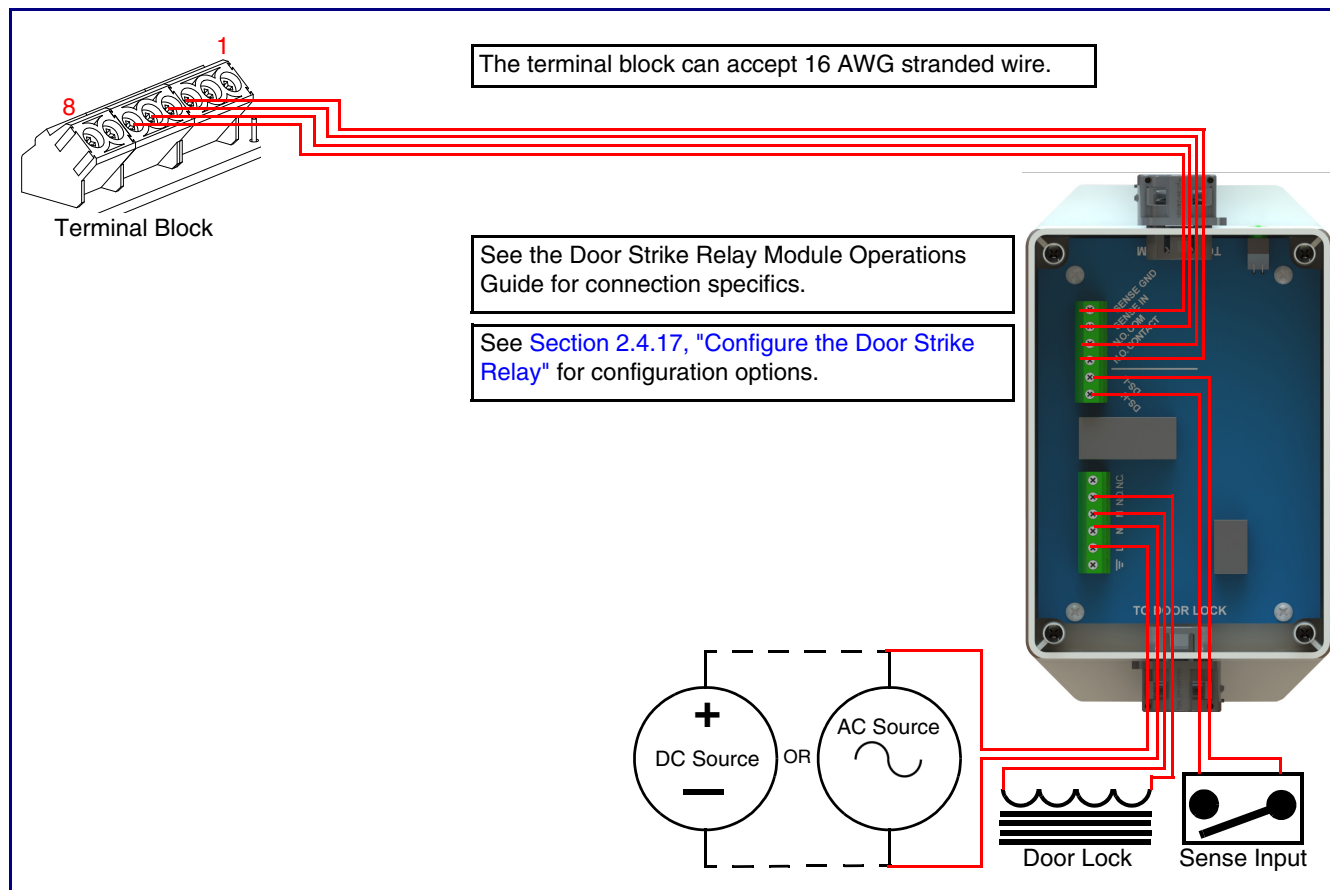 1
The terminal block can accept 16 AWG stranded wire.
8
Terminal Block
See the Door Strike Relay Module Operations
Guide for connection specifics.
See Section 2.4.17, "Configure the Door Strike
Relay" for configuration options.
SENSE GND
SENSE IN
N.O. COM
N.O. CONTACT
N.O.
N.C.
N
L
TO DOOR LOCK
+
DC Source
OR
AC Source
Door Lock
Sense Input